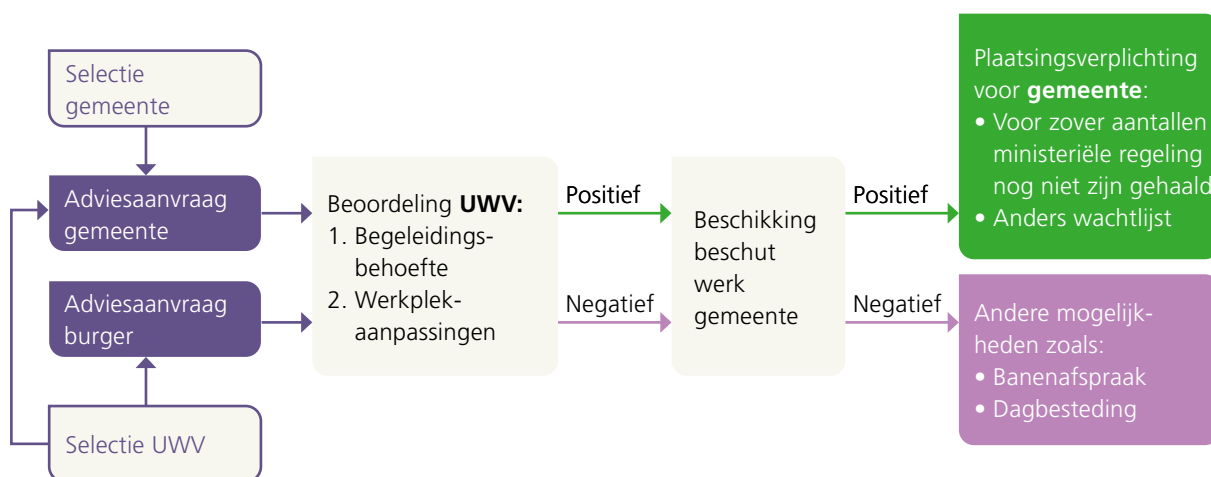 Selectie
gemeente
Adviesaanvraag
gemeente
Adviesaanvraag
burger
Selectie UWV
Beoordeling UWV:
1. Begeleidings-
behoefte
2. Werkplek-
aanpassingen
Positief
Negatief
Beschikking
beschut
werk
gemeente
Positief
Negatief
Plaatsingsverplichting
voor gemeente:
• Voor zover aantallen
ministeriële regeling
nog niet zijn gehaald
• Anders wachtlijst
Andere mogelijk-
heden zoals:
• Banenafspraak
• Dagbesteding